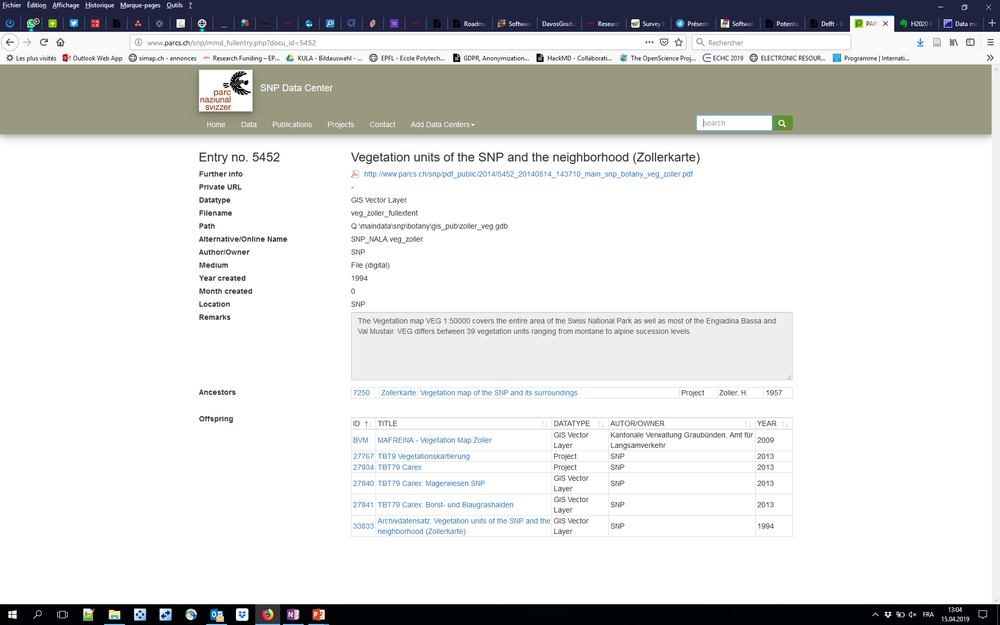 Fichier Édition Affichage Historique Marque-pages Outils ?
Roadma Software DavosGradu Research Survey R Présenta Software Potentia Delft - D PARC H2020 P Data ma
www.parcs.ch/snp/mmd_fullentry.php?docu_id=5452
Rechercher
Les plus visités Outlook Web App simap.ch - annonces Research Funding – EP... KULA - Bildauswahl - ... EPFL - Ecole Polytech... GDPR, Anonymization... HackMD - Collaborati... The OpenScience Proj... ECHC 2019 ELECTRONIC RESOUR... Programme | Internati...
parc
naziunal
svizzer
SNP Data Center
Home Data Publications Projects Contact Add Data Centers
search
Entry no. 5452 Vegetation units of the SNP and the neighborhood (Zollerkarte)
Further info http://www.parcs.ch/snp/pdf_public/2014/5452_20140814_143710_main_snp_botany_veg_zoller.pdf
Private URL -
Datatype GIS Vector Layer
Filename veg_zoller_fullextent
Path Q:\maindata\snp\botany\gis_pub\zoller_veg.gdb
Alternative/Online Name SNP_NALA.veg_zoller
Author/Owner SNP
Medium File (digital)
Year created 1994
Month created 0
Location SNP
Remarks The Vegetation map VEG 1:50000 covers the entire area of the Swiss National Park as well as most of the Engiadina Bassa and
Val Mustair. VEG differs between 39 vegetation units ranging from montane to alpine sucession levels.
Ancestors 7250 Zollerkarte: Vegetation map of the SNP and its surroundings Project Zoller, H. 1957
Offspring
ID TITLE DATATYPE AUTOR/OWNER YEAR
BVM MAFREINA - Vegetation Map Zoller GIS Vector Layer Kantonale Verwaltung Graubünden, Amt für Langsamverkehr 2009
27767 TBT9 Vegetationskartierung Project SNP 2013
27934 TBT79 Carex Project SNP 2013
27940 TBT79 Carex: Magerwiesen SNP GIS Vector Layer SNP 2013
27941 TBT79 Carex: Borst- und Blaugrashalden GIS Vector Layer SNP 2013
33833 Archivdatensatz: Vegetation units of the SNP and the neighborhood (Zollerkarte) GIS Vector Layer SNP 1994
FRA
13:04
15.04.2019